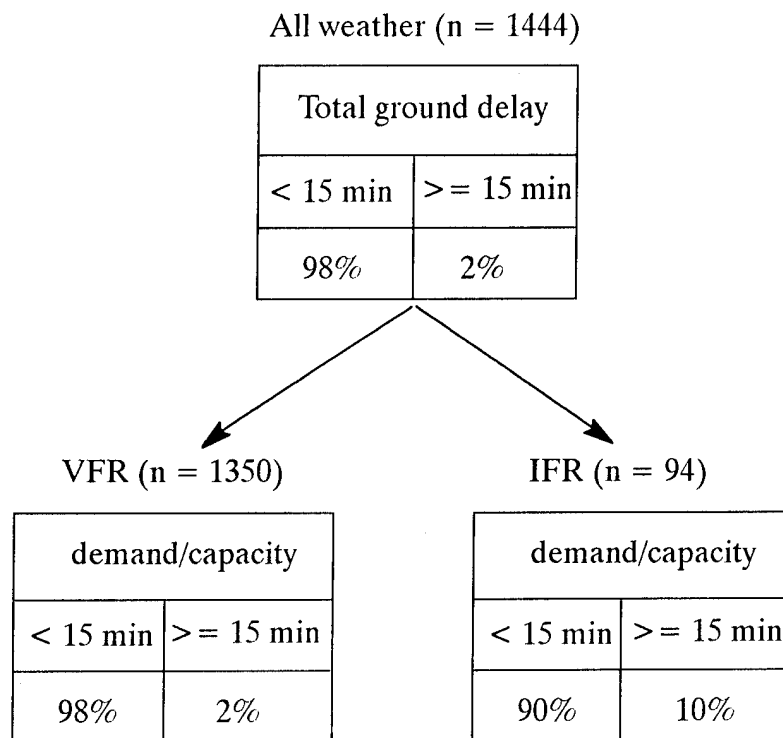 All weather (n = 1444)
Total ground delay
< 15 min >= 15 min
98% 2%
VFR (n = 1350)
demand/capacity
< 15 min >= 15 min
98% 2%
IFR (n = 94)
demand/capacity
< 15 min >= 15 min
90% 10%